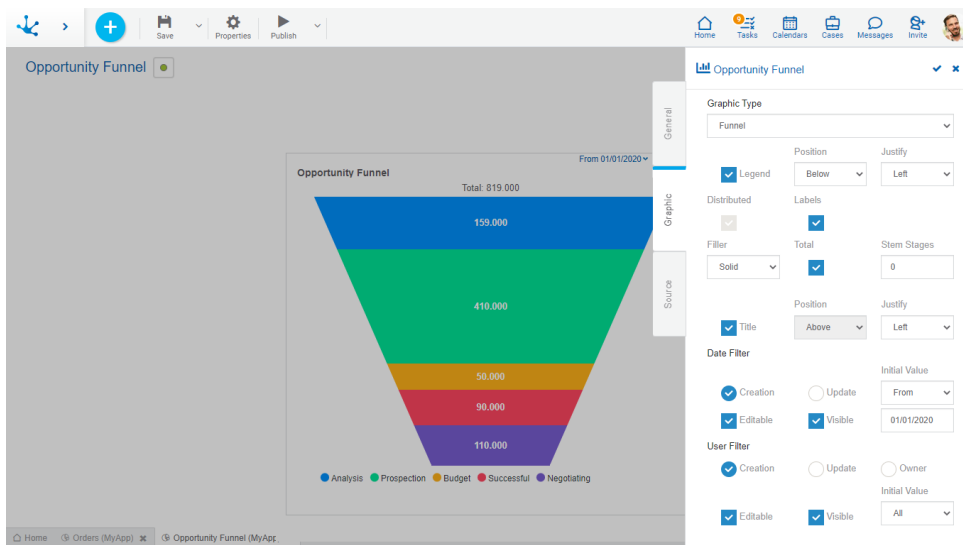 Save
Properties
Publish
Home
9
Tasks
Calendars
Cases
Messages
Invite
Opportunity Funnel
From 01/01/2020
Opportunity Funnel
Total: 819.000
159.000
410.000
50.000
90.000
110.000
Analysis Prospection Budget Successful Negotiating
General
Graphic
Source
Opportunity Funnel
Graphic Type
Funnel
Position Justify
Legend Below Left
Distributed Labels
Filler Total Stem Stages
Solid 0
Position Justify
Title Above Left
Date Filter
Initial Value
Creation Update From
Editable Visible 01/01/2020
User Filter
Creation Update Owner
Initial Value
Editable Visible All
Home Orders (MyApp) Opportunity Funnel (MyApp